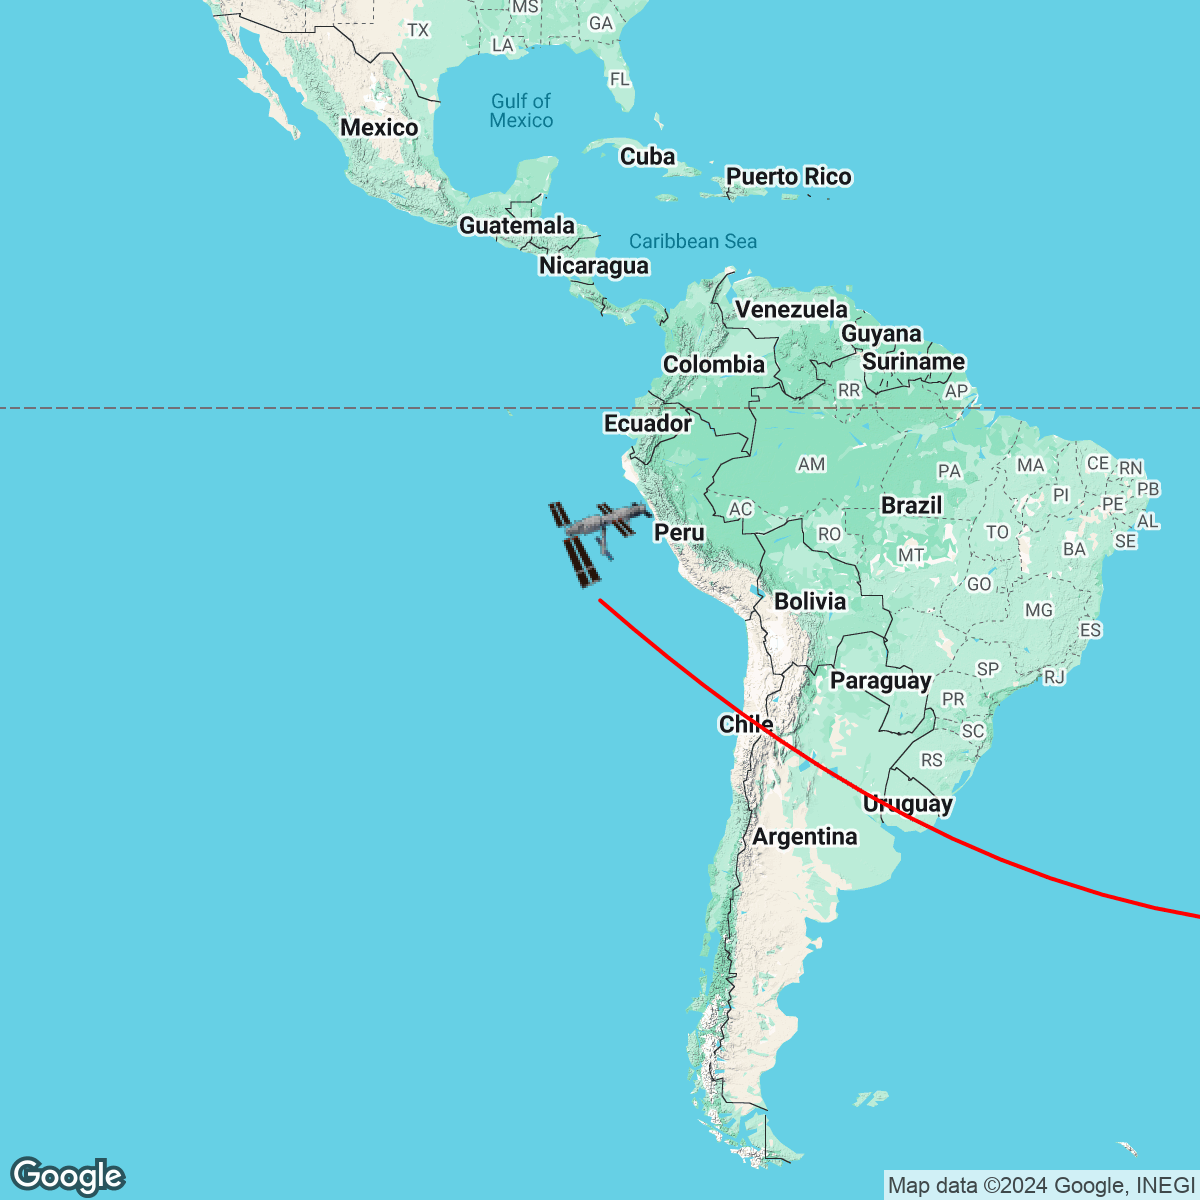 MS
TX
GA
LA
FL
Gulf of
Mexico
Mexico
Cuba
Puerto Rico
Guatemala
Caribbean Sea
Nicaragua
Venezuela
Guyana
Colombia
Suriname
RR
AP
Ecuador
AM
PA
MA
CE
RN
PI
PB
PE
AC
Brazil
AL
Peru
RO
TO
SE
MT
BA
GO
Bolivia
MG
ES
SP
RJ
Paraguay
PR
Chile
SC
RS
Uruguay
Argentina
Google
Map data ©2024 Google, INEGI